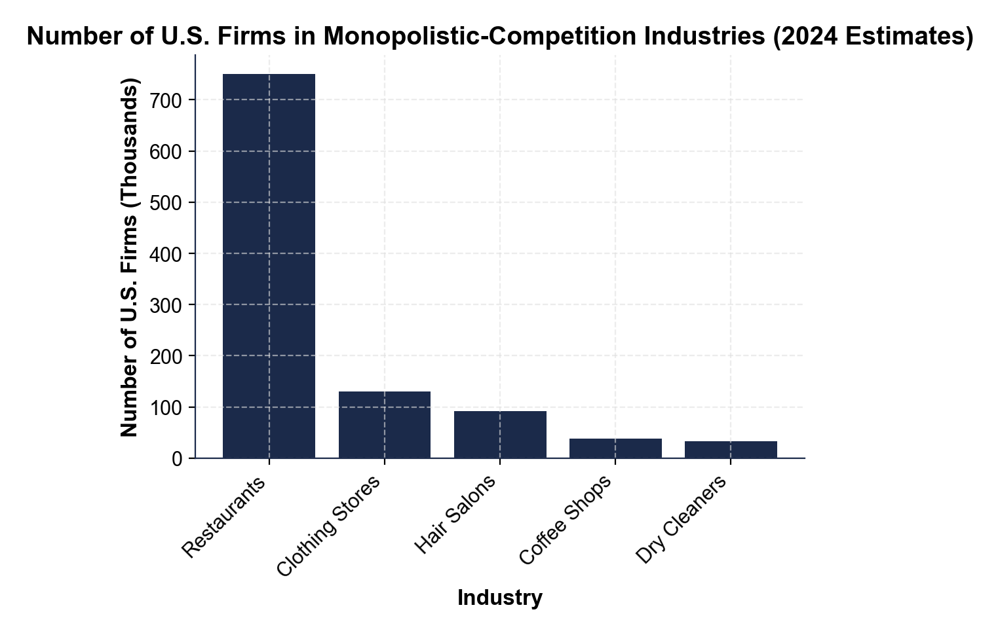 Number of U.S. Firms in Monopolistic-Competition Industries (2024 Estimates)
Number of U.S. Firms (Thousands)
700
600
500
400
300
200
100
0
Restaurants
Clothing Stores
Hair Salons
Coffee Shops
Dry Cleaners
Industry